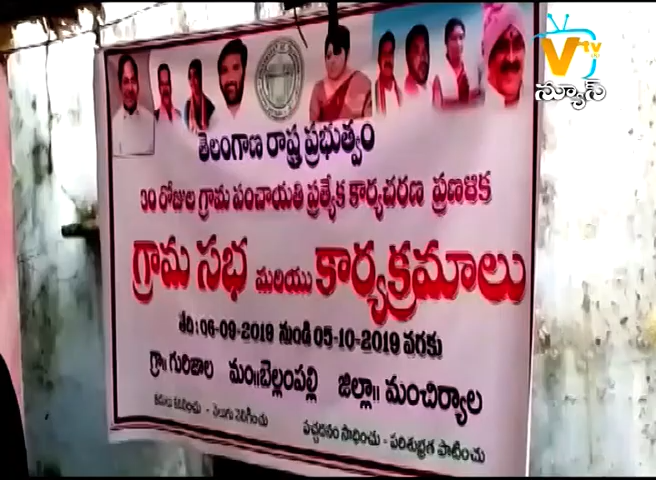 V tv
న్యూస్
తెలంగాణ రాష్ట్ర ప్రభుత్వం
30 రోజుల గ్రామ పంచాయతి ప్రత్యేక కార్యచరణ ప్రణళిక
గ్రామ సభ మరియు కార్యక్రమాలు
తేది : 06-09-2019 నుండి 05-10-2019 వరకు
గ్రా॥ గురిజాల మం॥బెల్లంపల్లి జిల్లా॥ మంచిర్యాల
పచ్చదనం సాధించు - పరిశుభ్రత పాటించు